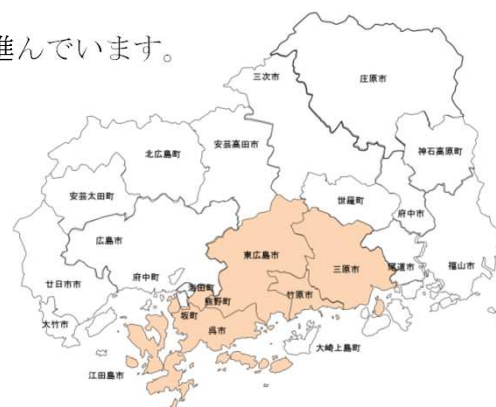 進んでいます。
三次市
庄原市
安芸高田市
北広島町
神石高原町
安芸太田町
世羅町
府中市
広島市
東広島市
三原市
尾道市
福山市
廿日市市
府中町
海田町
熊野町
竹原市
坂町
大竹市
呉市
大崎上島町
江田島市